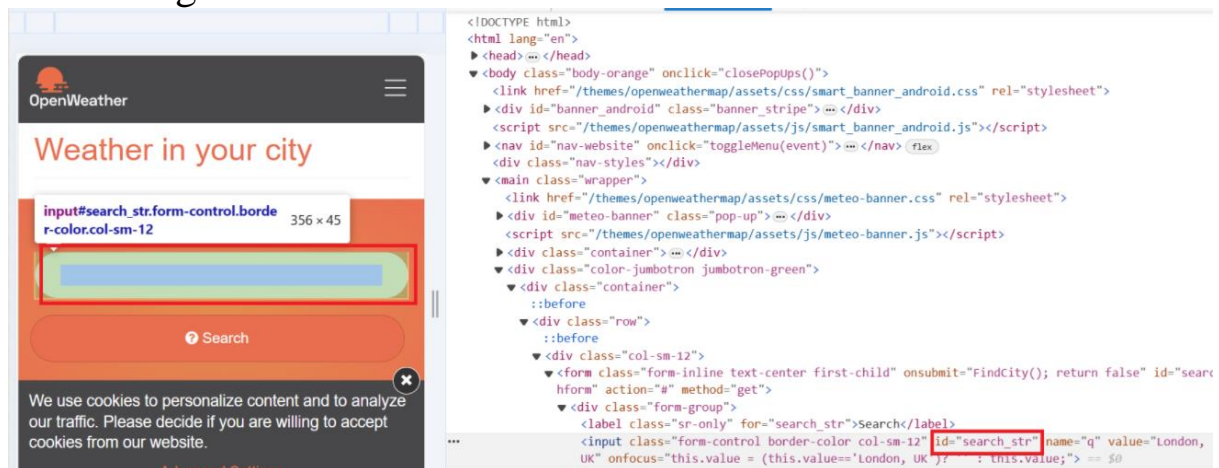 g
OpenWeather
Weather in your city
input#search_str.form-control.borde
r-color.col-sm-12
356 × 45
Search
We use cookies to personalize content and to analyze
our traffic. Please decide if you are willing to accept
cookies from our website.
<!DOCTYPE html>
<html lang="en">
▶ <head> ••• </head>
▼ <body class="body-orange" onclick="closePopUps()">
<link href="/themes/openweathermap/assets/css/smart_banner_android.css" rel="stylesheet">
▶ <div id="banner_android" class="banner_stripe"> ••• </div>
<script src="/themes/openweathermap/assets/js/smart_banner_android.js"></script>
▶ <nav id="nav-website" onclick="toggleMenu(event)"> ••• </nav> flex
<div class="nav-styles"></div>
▼ <main class="wrapper">
<link href="/themes/openweathermap/assets/css/meteo-banner.css" rel="stylesheet">
▶ <div id="meteo-banner" class="pop-up"> ••• </div>
<script src="/themes/openweathermap/assets/js/meteo-banner.js"></script>
▶ <div class="container"> ••• </div>
▼ <div class="color-jumbotron jumbotron-green">
▼ <div class="container">
::before
▼ <div class="row">
::before
▼ <div class="col-sm-12">
▼ <form class="form-inline text-center first-child" onsubmit="FindCity(); return false" id="searc
hform" action="#" method="get">
▼ <div class="form-group">
<label class="sr-only" for="search_str">Search</label>
••• <input class="form-control border-color col-sm-12" id="search_str" name="q" value="London,
UK" onfocus="this.value = (this.value=='London, UK')? '' : this.value;"> == $0